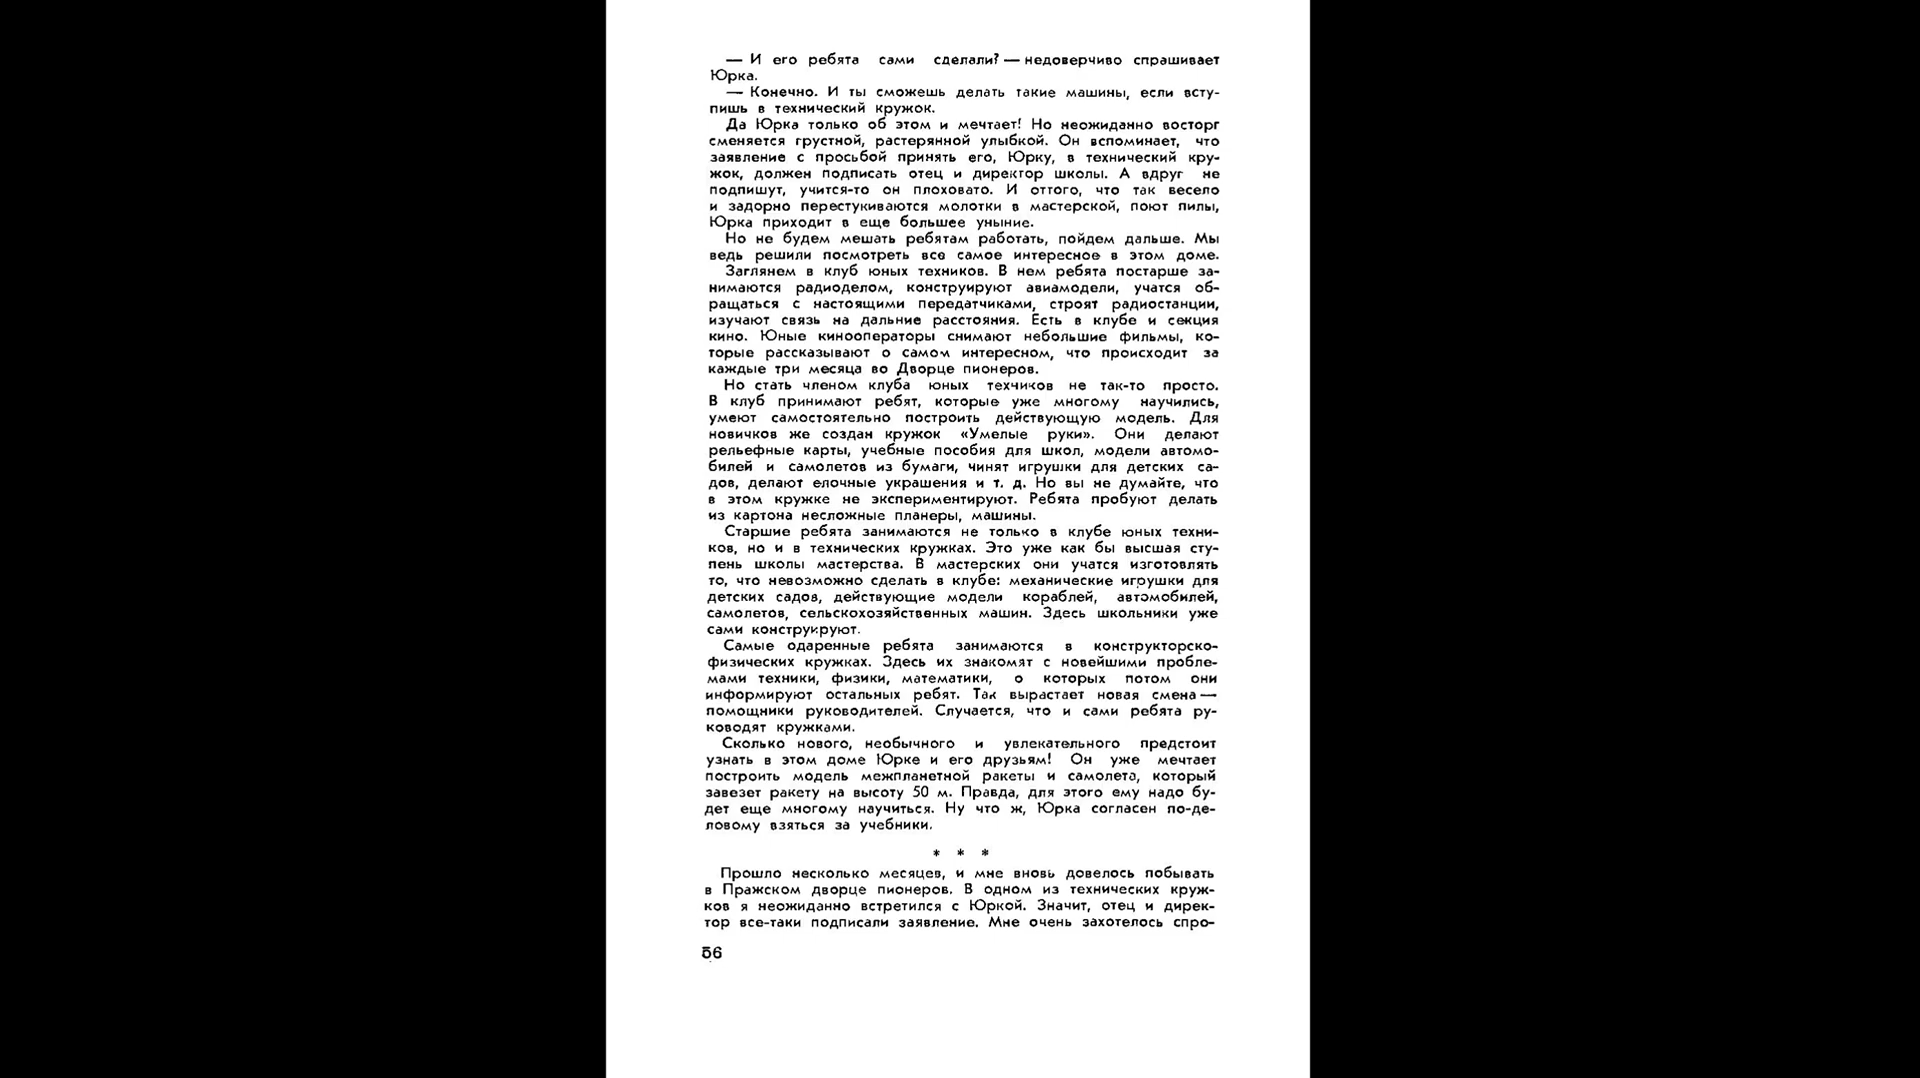 — И его ребята сами сделали? — недоверчиво спрашивает
Юрка.
— Конечно. И ты сможешь делать такие машины, если всту-
пишь в технический кружок.
Да Юрка только об этом и мечтает! Но неожиданно восторг
сменяется грустной, растерянной улыбкой. Он вспоминает, что
заявление с просьбой принять его, Юрку, в технический кру-
жок, должен подписать отец и директор школы. А вдруг не
подпишут, учится-то он плоховато. И оттого, что так весело
и задорно перестукиваются молотки в мастерской, поют пилы,
Юрка приходит в еще большее уныние.
Но не будем мешать ребятам работать, пойдем дальше. Мы
ведь решили посмотреть все самое интересное в этом доме.
Заглянем в клуб юных техников. В нем ребята постарше за-
нимаются радиоделом, конструируют авиамодели, учатся об-
ращаться с настоящими передатчиками, строят радиостанции,
изучают связь на дальние расстояния. Есть в клубе и секция
кино. Юные кинооператоры снимают небольшие фильмы, ко-
торые рассказывают о самом интересном, что происходит за
каждые три месяца во Дворце пионеров.
Но стать членом клуба юных техников не так-то просто.
В клуб принимают ребят, которые уже многому научились,
умеют самостоятельно построить действующую модель. Для
новичков же создан кружок «Умелые руки». Они делают
рельефные карты, учебные пособия для школ, модели автомо-
билей и самолетов из бумаги, чинят игрушки для детских са-
дов, делают елочные украшения и т. д. Но вы не думайте, что
в этом кружке не экспериментируют. Ребята пробуют делать
из картона несложные планеры, машины.
Старшие ребята занимаются не только в клубе юных техни-
ков, но и в технических кружках. Это уже как бы высшая сту-
пень школы мастерства. В мастерских они учатся изготовлять
то, что невозможно сделать в клубе: механические игрушки для
детских садов, действующие модели кораблей, автомобилей,
самолетов, сельскохозяйственных машин. Здесь школьники уже
сами конструируют.
Самые одаренные ребята занимаются в конструкторско-
физических кружках. Здесь их знакомят с новейшими пробле-
мами техники, физики, математики, о которых потом они
информируют остальных ребят. Так вырастает новая смена —
помощники руководителей. Случается, что и сами ребята ру-
ководят кружками.
Сколько нового, необычного и увлекательного предстоит
узнать в этом доме Юрке и его друзьям! Он уже мечтает
построить модель межпланетной ракеты и самолета, который
завезет ракету на высоту 50 м. Правда, для этого ему надо бу-
дет еще многому научиться. Ну что ж, Юрка согласен по-де-
ловому взяться за учебники.
* * *
Прошло несколько месяцев, и мне вновь довелось побывать
в Пражском дворце пионеров. В одном из технических круж-
ков я неожиданно встретился с Юркой. Значит, отец и дирек-
тор все-таки подписали заявление. Мне очень захотелось спро-
56